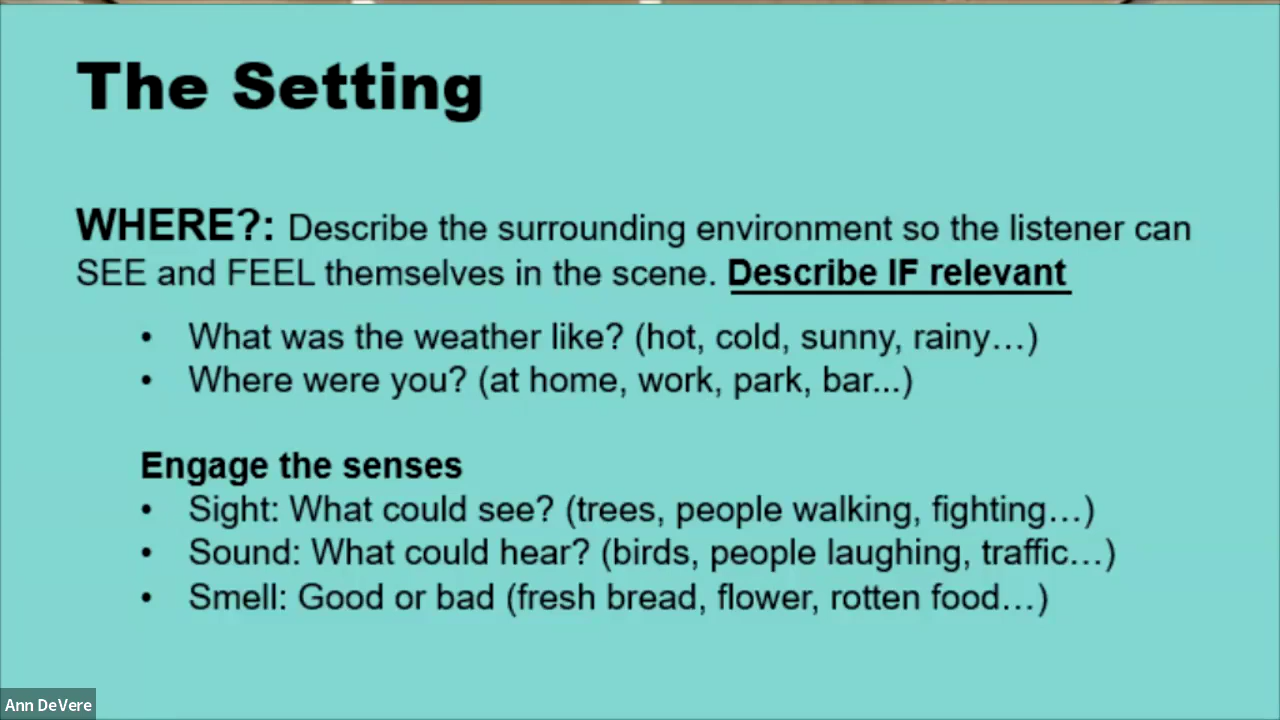 The Setting
WHERE?: Describe the surrounding environment so the listener can
SEE and FEEL themselves in the scene. Describe IF relevant
• What was the weather like? (hot, cold, sunny, rainy…)
• Where were you? (at home, work, park, bar...)
Engage the senses
• Sight: What could see? (trees, people walking, fighting…)
• Sound: What could hear? (birds, people laughing, traffic…)
• Smell: Good or bad (fresh bread, flower, rotten food…)
Ann DeVere